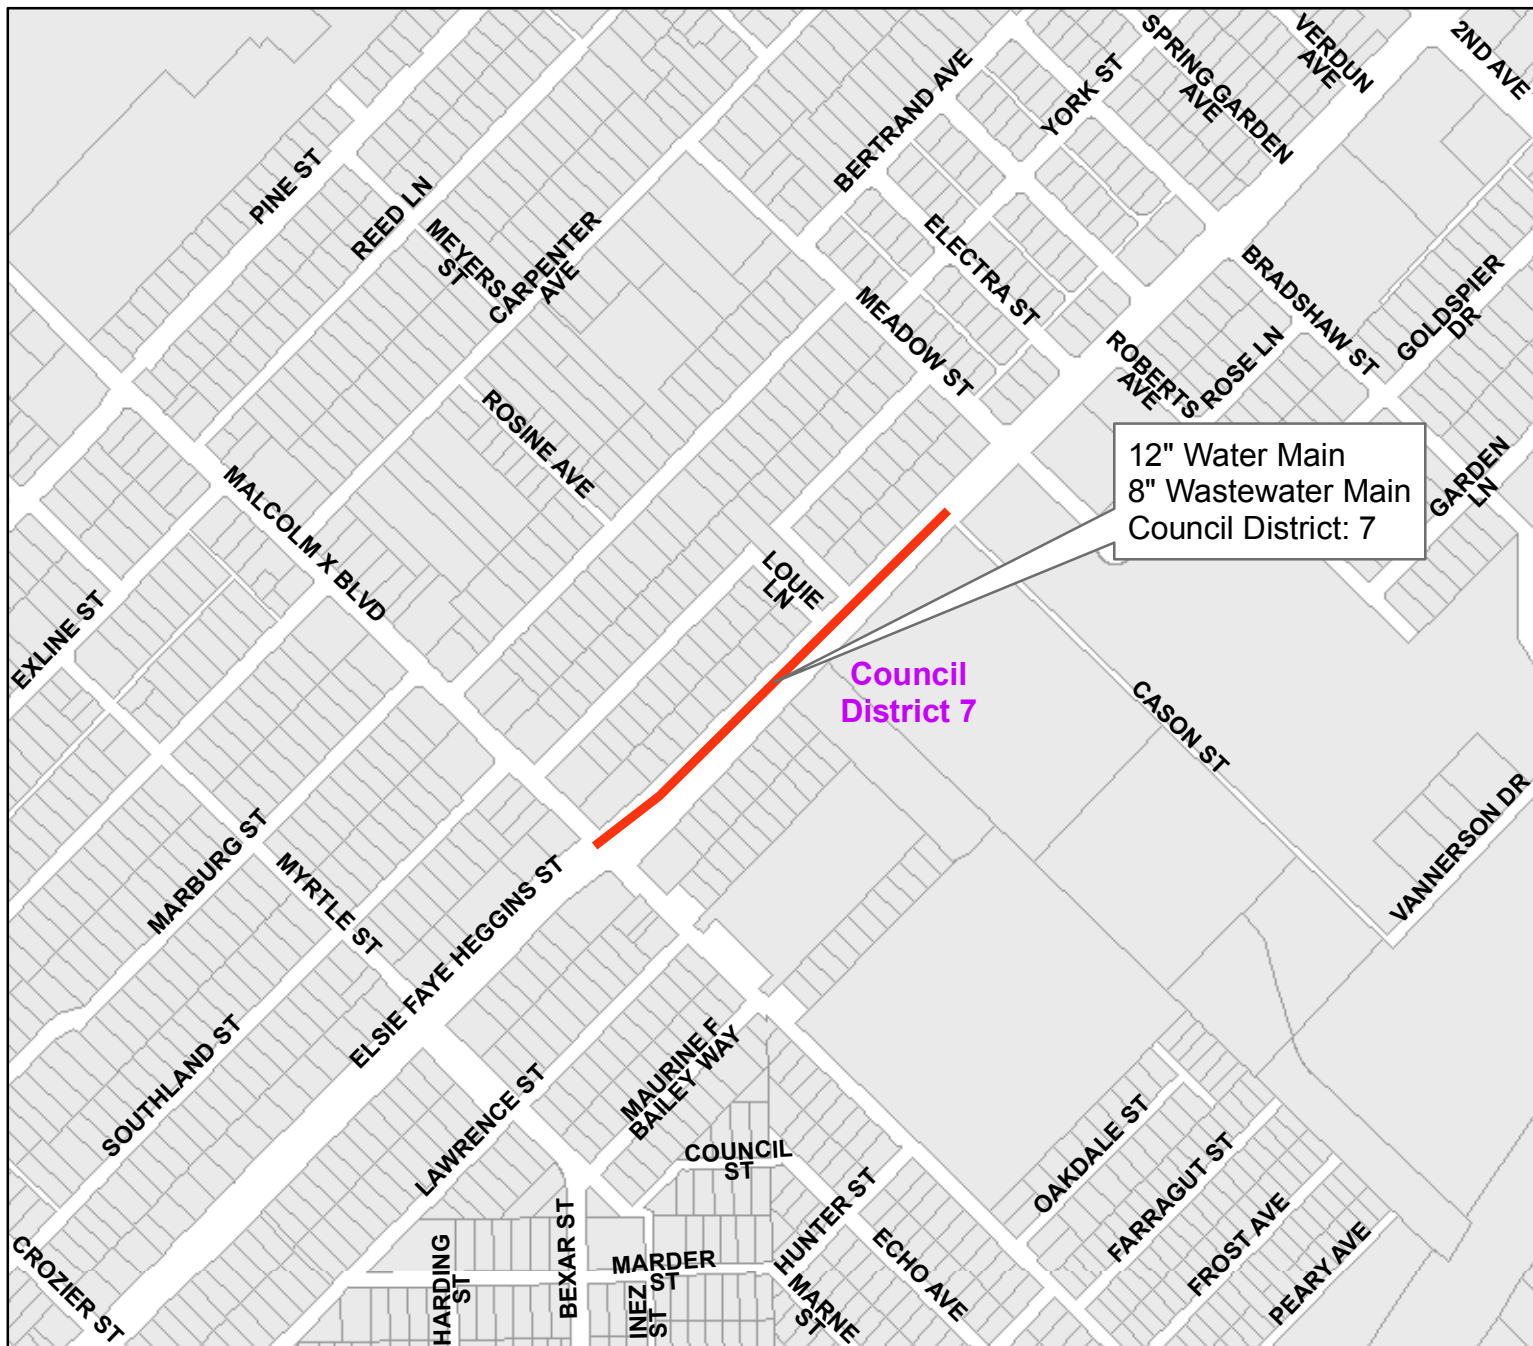 SPRING GARDEN
AVE
VERDUN
AVE
2ND AVE
BERTRAND AVE
YORK ST
PINE ST
REED LN
MEYERS
ST
CARPENTER
AVE
ELECTRA ST
MEADOW ST
BRADSHAW ST
GOLDSPIER
DR
ROBERTS
AVE
ROSE LN
ROSINE AVE
MALCOLM X BLVD
12" Water Main
8" Wastewater Main
Council District: 7
GARDEN
LN
LOUIE
LN
EXLINE ST
Council
District 7
CASON ST
VANNERSON DR
MARBURG ST
MYRTLE ST
ELSIE FAYE HEGGINS ST
SOUTHLAND ST
LAWRENCE ST
MAURINE F
BAILEY WAY
COUNCIL
ST
OAKDALE ST
FARRAGUT ST
FROST AVE
PEARY AVE
HUNTER ST
ECHO AVE
CROZIER ST
HARDING
ST
BEXAR ST
MARDER
ST
INEZ
ST
MARNE
ST